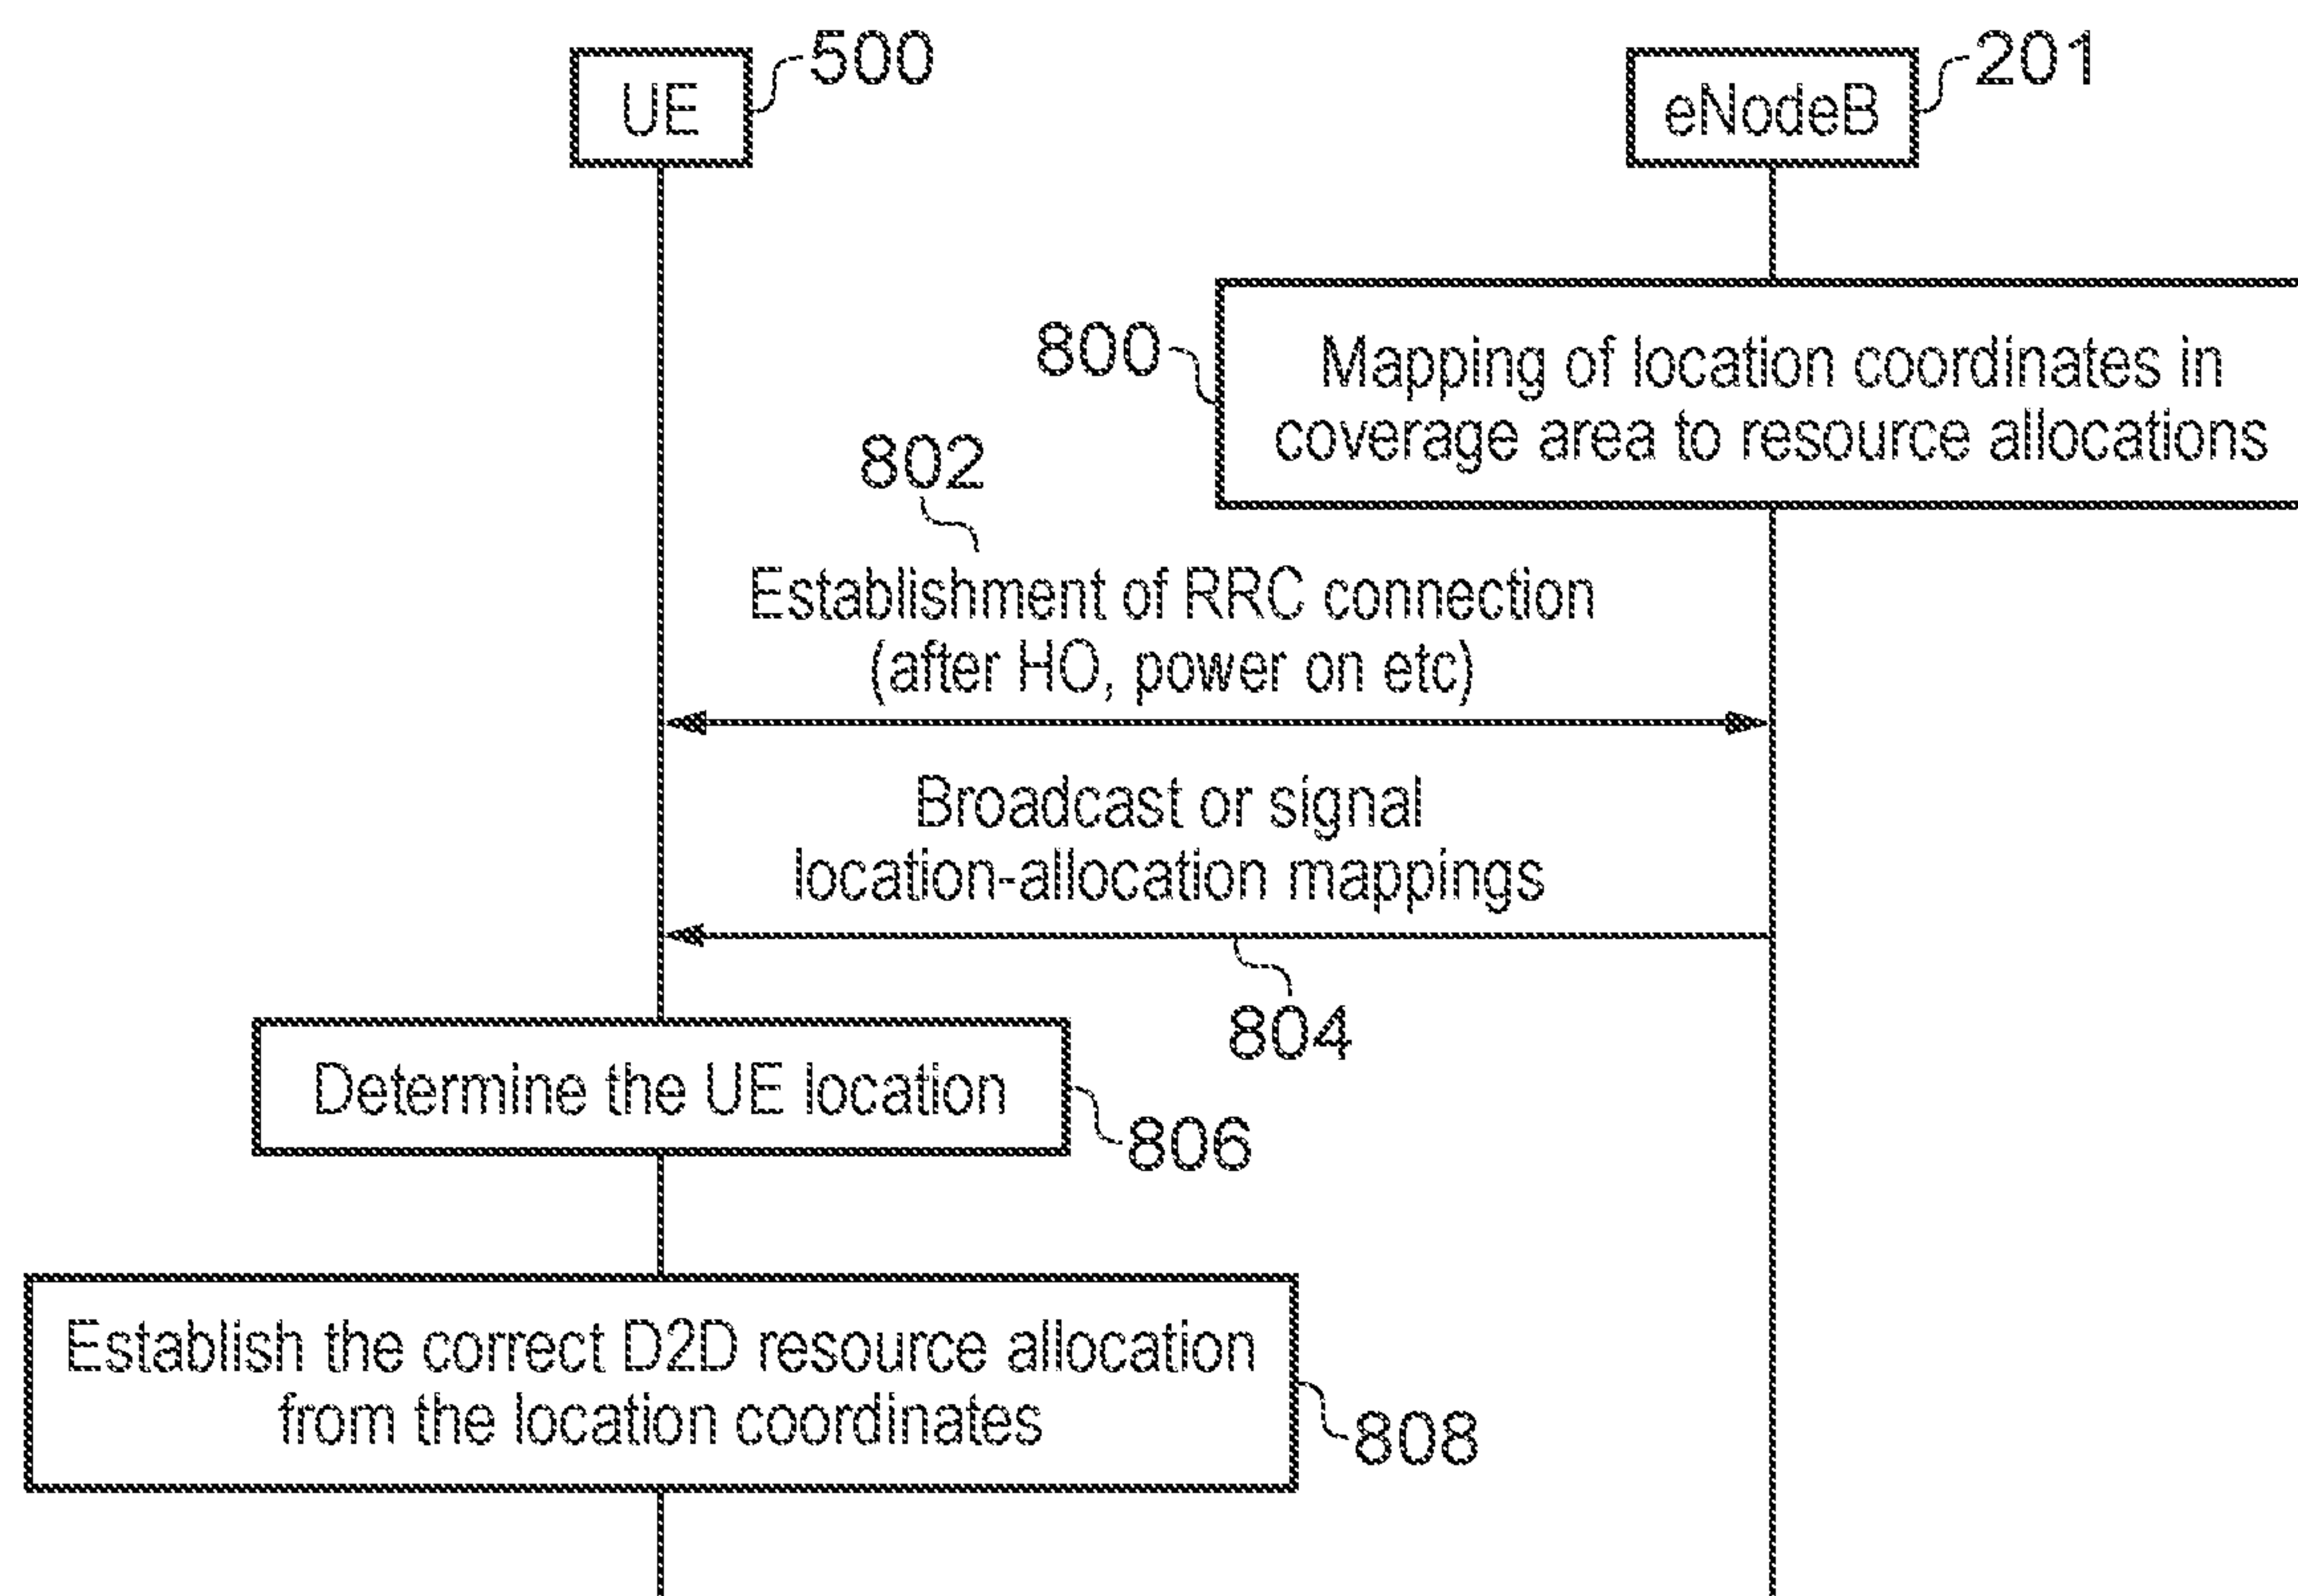 UE
500
eNodeB
201
800
Mapping of location coordinates in
coverage area to resource allocations
802
Establishment of RRC connection
(after HO, power on etc)
Broadcast or signal
location-allocation mappings
804
Determine the UE location
806
Establish the correct D2D resource allocation
from the location coordinates
808